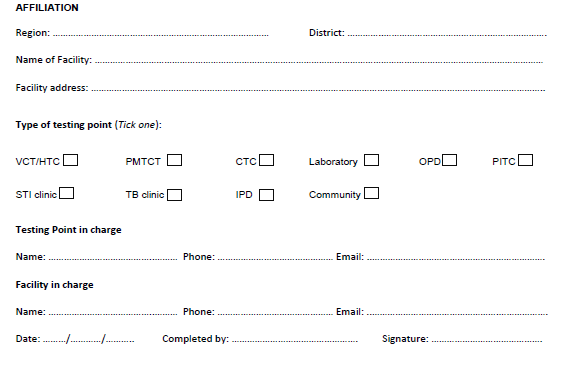 AFFILIATION
Region: ........................................................................ District: ...................................................................
Name of Facility: ......................................................................................................................................................
Facility address: ........................................................................................................................................................
Type of testing point (Tick one):
VCT/HTC PMTCT CTC Laboratory OPD PITC
STI clinic TB clinic IPD Community
Testing Point in charge
Name: ........................................... Phone: ....................................... Email: ............................................................
Facility in charge
Name: ........................................... Phone: ....................................... Email: .............................................................
Date: ......../........../.......... Completed by: .......................................... Signature: .....................................